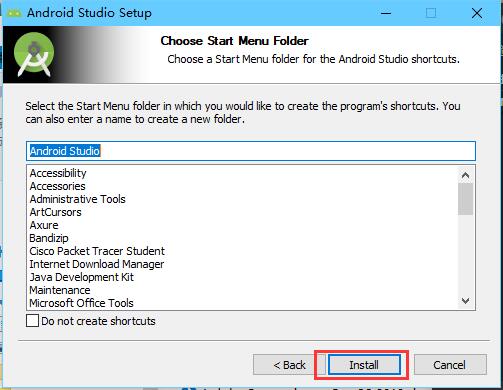 Android Studio Setup
Choose Start Menu Folder
Choose a Start Menu folder for the Android Studio shortcuts.
Select the Start Menu folder in which you would like to create the program's shortcuts. You
can also enter a name to create a new folder.
Android Studio
Accessibility
Accessories
Administrative Tools
ArtCursors
Axure
Bandizip
Cisco Packet Tracer Student
Internet Download Manager
Java Development Kit
Maintenance
Microsoft Office Tools
Do not create shortcuts
< Back
Install
Cancel